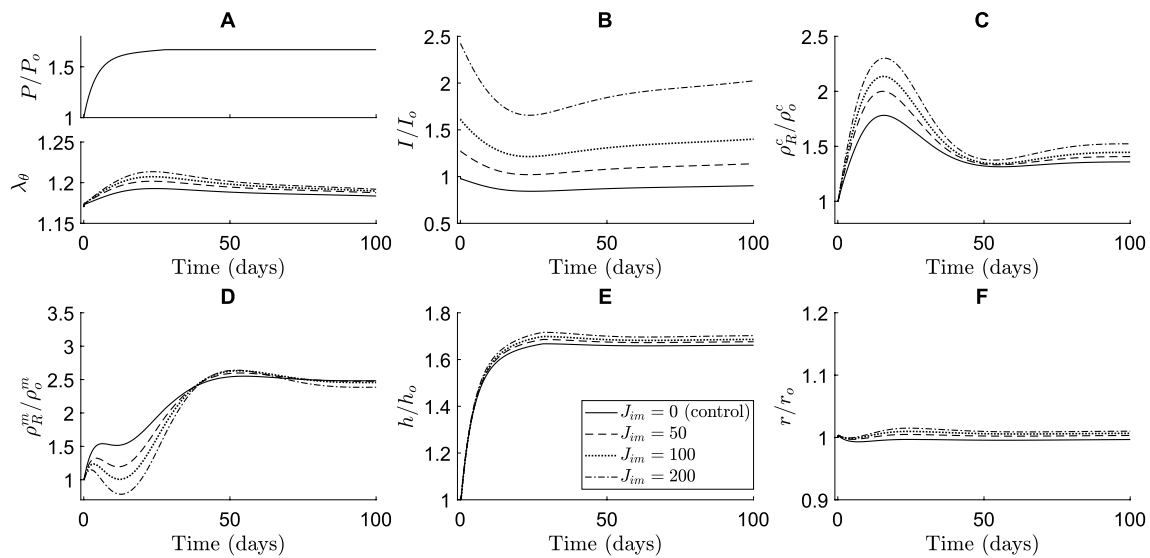 A
B
C
P/P_o
1.5
1
λ_θ
1.25
1.2
1.15
0
50
100
Time (days)
I/I_o
2.5
2
1.5
1
0.5
0
50
100
Time (days)
ρ_R^c/ρ_o^c
2.5
2
1.5
1
0
50
100
Time (days)
D
E
F
ρ_R^m/ρ_o^m
3.5
3
2.5
2
1.5
1
0
50
100
Time (days)
h/h_o
1.8
1.6
1.4
1.2
1
0
50
100
Time (days)
J_im = 0 (control)
J_im = 50
J_im = 100
J_im = 200
r/r_o
1.2
1.1
1
0.9
0
50
100
Time (days)